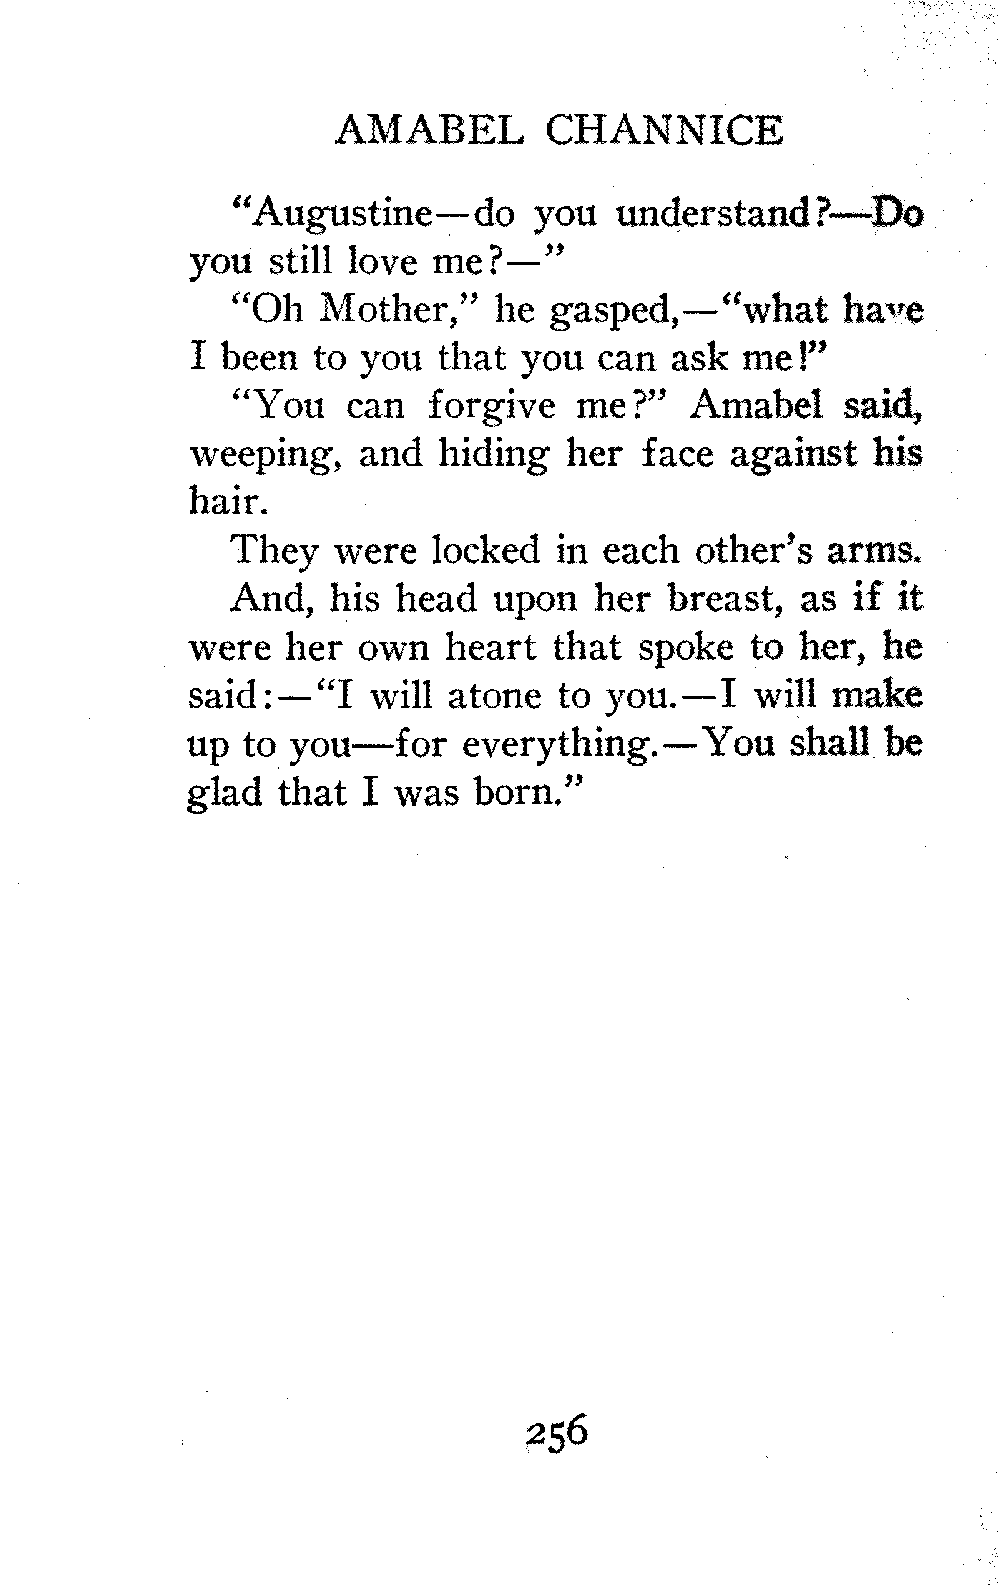 AMABEL CHANNICE
"Augustine—do you understand?—Do
you still love me?—"
"Oh Mother," he gasped,—"what have
I been to you that you can ask me!"
"You can forgive me?" Amabel said,
weeping, and hiding her face against his
hair.
They were locked in each other's arms.
And, his head upon her breast, as if it
were her own heart that spoke to her, he
said:—"I will atone to you.—I will make
up to you—for everything.—You shall be
glad that I was born."
256